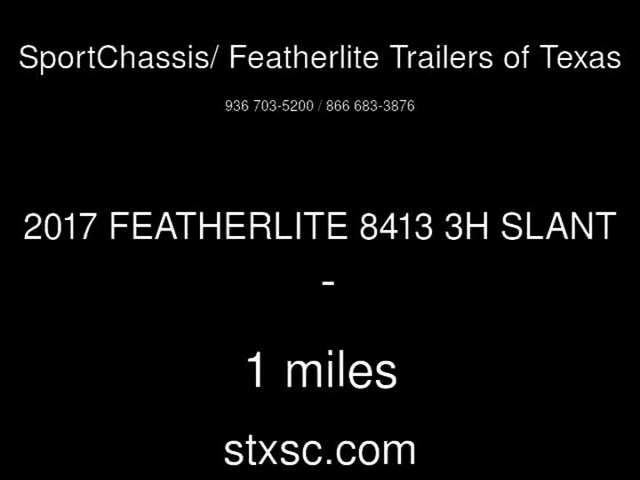 SportChassis/ Featherlite Trailers of Texas
936 703-5200 / 866 683-3876
2017 FEATHERLITE 8413 3H SLANT
-
1 miles
stxsc.com